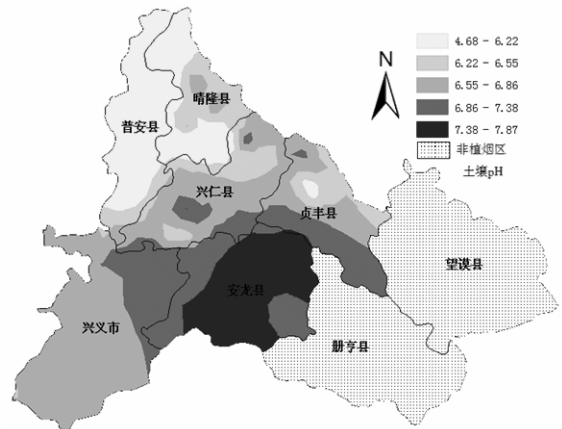 N
4.68 - 6.22
6.22 - 6.55
6.55 - 6.86
6.86 - 7.38
7.38 - 7.87
非植烟区
土壤pH
晴隆县
普安县
兴仁县
贞丰县
望谟县
安龙县
兴义市
册亨县